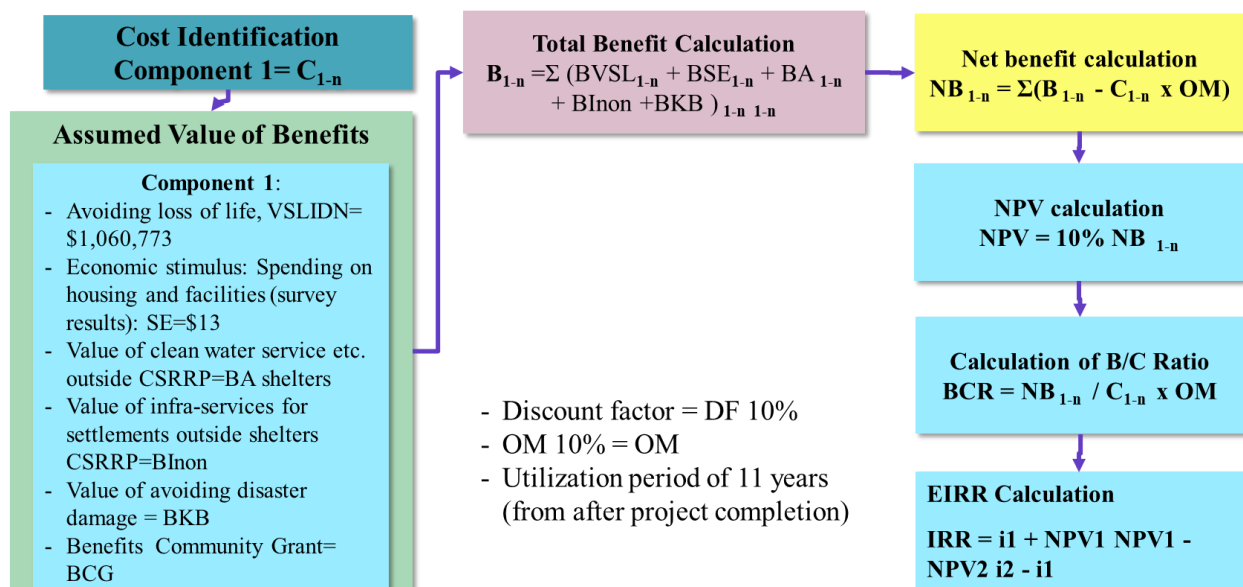 Cost Identification
Component 1= C1-n
Assumed Value of Benefits
Component 1:
- Avoiding loss of life, VSLIDN=
$1,060,773
- Economic stimulus: Spending on
housing and facilities (survey
results): SE=$13
- Value of clean water service etc.
outside CSRRP=BA shelters
- Value of infra-services for
settlements outside shelters
CSRRP=BInon
- Value of avoiding disaster
damage = BKB
- Benefits Community Grant=
BCG
Total Benefit Calculation
B1-n =Σ (BVSL1-n + BSE1-n + BA 1-n
+ BInon +BKB )1-n 1-n
- Discount factor = DF 10%
- OM 10% = OM
- Utilization period of 11 years
(from after project completion)
Net benefit calculation
NB 1-n = Σ(B1-n - C1-n x OM)
NPV calculation
NPV = 10% NB 1-n
Calculation of B/C Ratio
BCR = NB1-n / C1-n x OM
EIRR Calculation
IRR = i1 + NPV1 NPV1 -
NPV2 i2 - i1